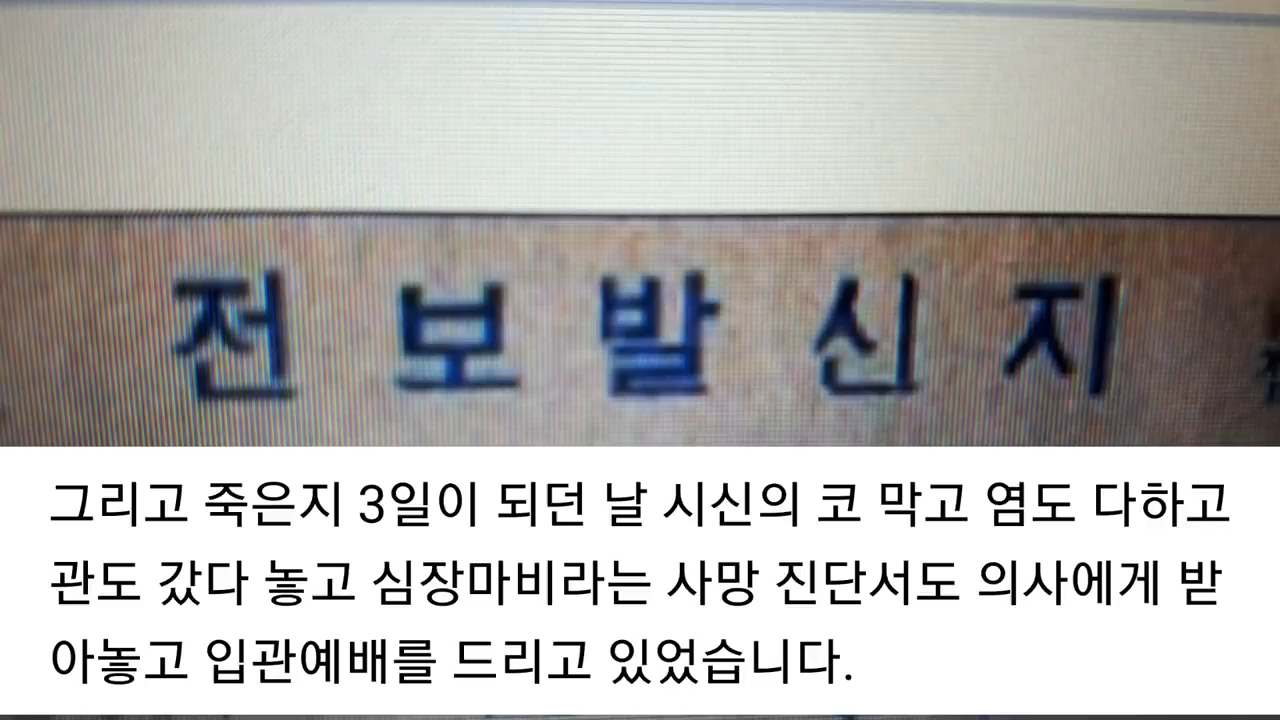 전보발신지
그리고 죽은지 3일이 되던 날 시신의 코 막고 염도 다하고
관도 갔다 놓고 심장마비라는 사망 진단서도 의사에게 받
아놓고 입관예배를 드리고 있었습니다.